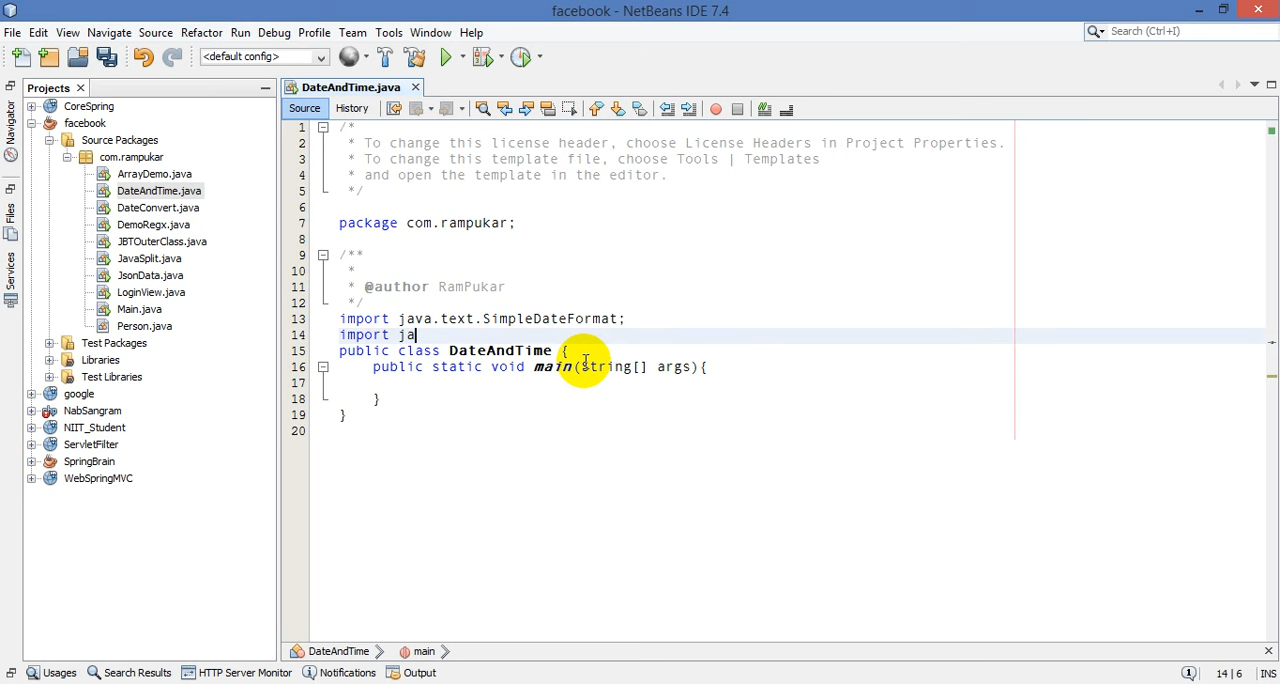 facebook - NetBeans IDE 7.4
File Edit View Navigate Source Refactor Run Debug Profile Team Tools Window Help
Search (Ctrl+I)
<default config>
Projects
DateAndTime.java
Source History
Navigator
Files
Services
CoreSpring
facebook
Source Packages
com.rampukar
ArrayDemo.java
DateAndTime.java
DateConvert.java
DemoRegx.java
JBTOuterClass.java
JavaSplit.java
JsonData.java
LoginView.java
Main.java
Person.java
Test Packages
Libraries
Test Libraries
google
NabSangram
NIIT_Student
ServletFilter
SpringBrain
WebSpringMVC
1 /*
2 * To change this license header, choose License Headers in Project Properties.
3 * To change this template file, choose Tools | Templates
4 * and open the template in the editor.
5 */
6
7 package com.rampukar;
8
9 /**
10 *
11 * @author RamPukar
12 */
13 import java.text.SimpleDateFormat;
14 import ja
15 public class DateAndTime {
16 public static void main(String[] args){
17
18 }
19 }
20
DateAndTime main
Usages Search Results HTTP Server Monitor Notifications Output
1 14|6 INS